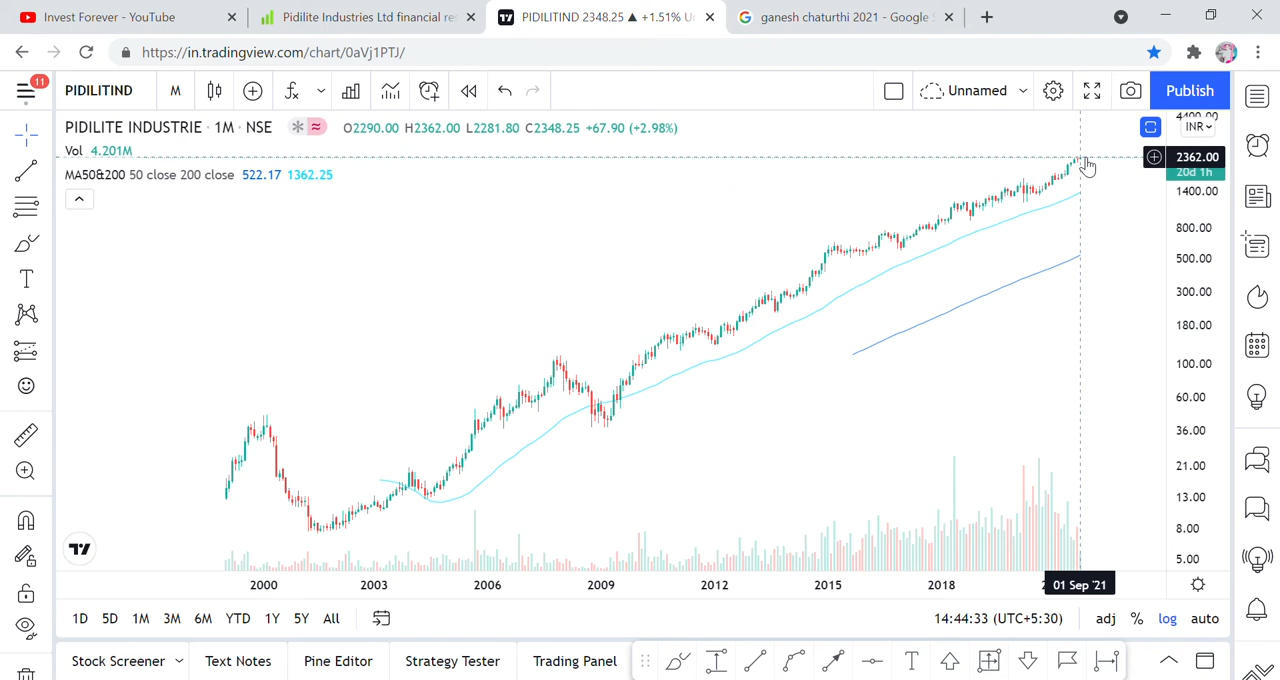 Invest Forever - YouTube
Pidilite Industries Ltd financial re
PIDILITIND 2348.25 ▲ +1.51% U
ganesh chaturthi 2021 - Google S
https://in.tradingview.com/chart/0aVj1PTJ/
11
PIDILITIND
M
Unnamed
Publish
PIDILITE INDUSTRIE · 1M · NSE
O2290.00 H2362.00 L2281.80 C2348.25 +67.90 (+2.98%)
Vol 4.201M
MA50&200 50 close 200 close 522.17 1362.25
4400.00
INR
2362.00
20d 1h
1400.00
800.00
500.00
300.00
180.00
100.00
60.00
36.00
21.00
13.00
8.00
5.00
2000
2003
2006
2009
2012
2015
2018
01 Sep '21
1D
5D
1M
3M
6M
YTD
1Y
5Y
All
14:44:33 (UTC+5:30)
adj
%
log
auto
Stock Screener
Text Notes
Pine Editor
Strategy Tester
Trading Panel